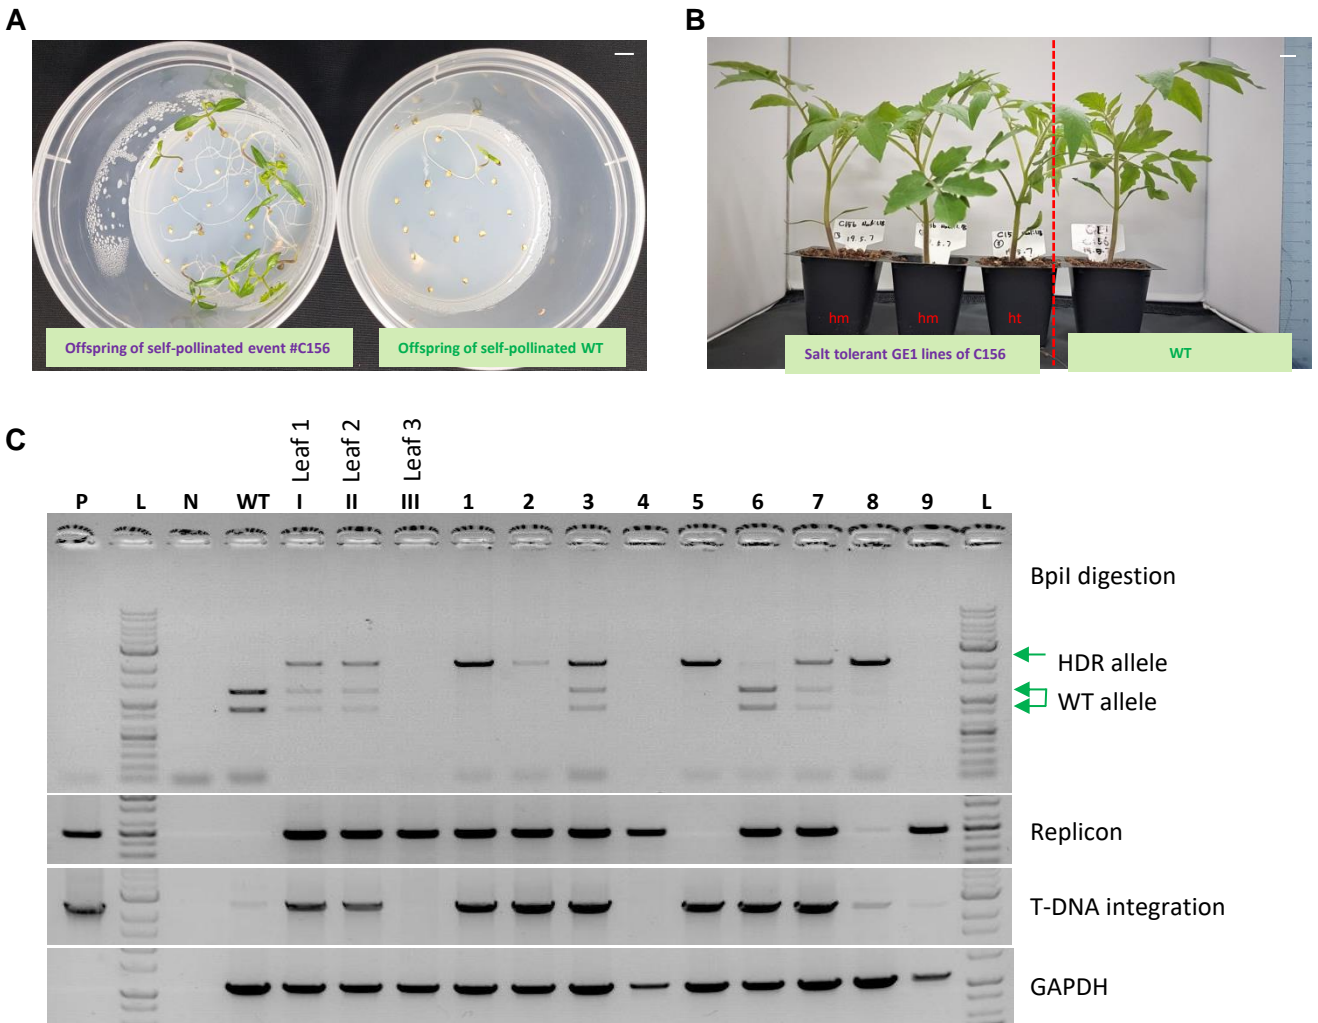 A
B
Offspring of self-pollinated event #C156
Offspring of self-pollinated WT
hm
hm
ht
Salt tolerant GE1 lines of C156
WT
C
Leaf 1
Leaf 2
Leaf 3
P L N WT I II III 1 2 3 4 5 6 7 8 9 L
BpiI digestion
HDR allele
WT allele
Replicon
T-DNA integration
GAPDH